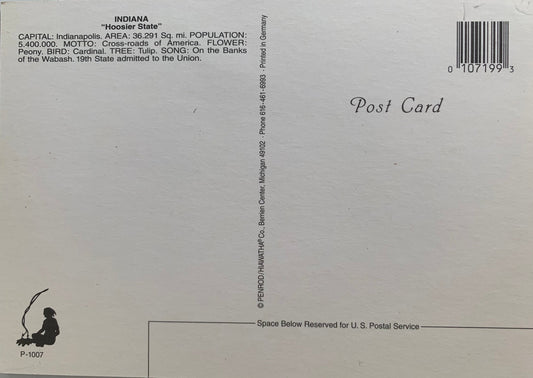 INDIANA
"Hoosier State"
CAPITAL: Indianapolis. AREA: 36.291 Sq. mi. POPULATION:
5.400.000. MOTTO: Cross-roads of America. FLOWER:
Peony. BIRD: Cardinal. TREE: Tulip. SONG: On the Banks
of the Wabash. 19th State admitted to the Union.
© PENROD/HIAWATHA® Co., Berrien Center, Michigan 49102 · Phone 616-461-6993 · Printed in Germany
0 107199 3
Post Card
Space Below Reserved for U. S. Postal Service
P-1007